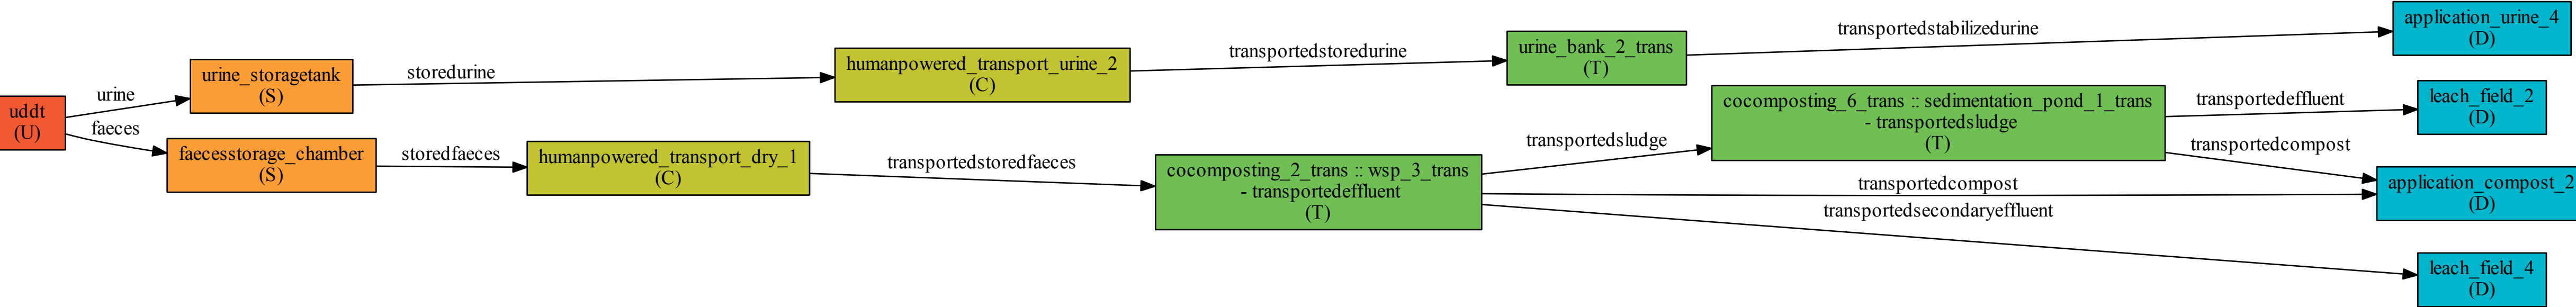 uddt
(U)
urine
faeces
urine_storagetank
(S)
faecesstorage_chamber
(S)
storedurine
storedfaeces
humanpowered_transport_urine_2
(C)
humanpowered_transport_dry_1
(C)
transportedstoredurine
transportedstoredfaeces
urine_bank_2_trans
(T)
cocomposting_2_trans :: wsp_3_trans
- transportedeffluent
(T)
transportedstabilizedurine
transportedsludge
cocomposting_6_trans :: sedimentation_pond_1_trans
- transportedsludge
(T)
transportedcompost
transportedsecondaryeffluent
transportedeffluent
transportedcompost
application_urine_4
(D)
leach_field_2
(D)
application_compost_2
(D)
leach_field_4
(D)